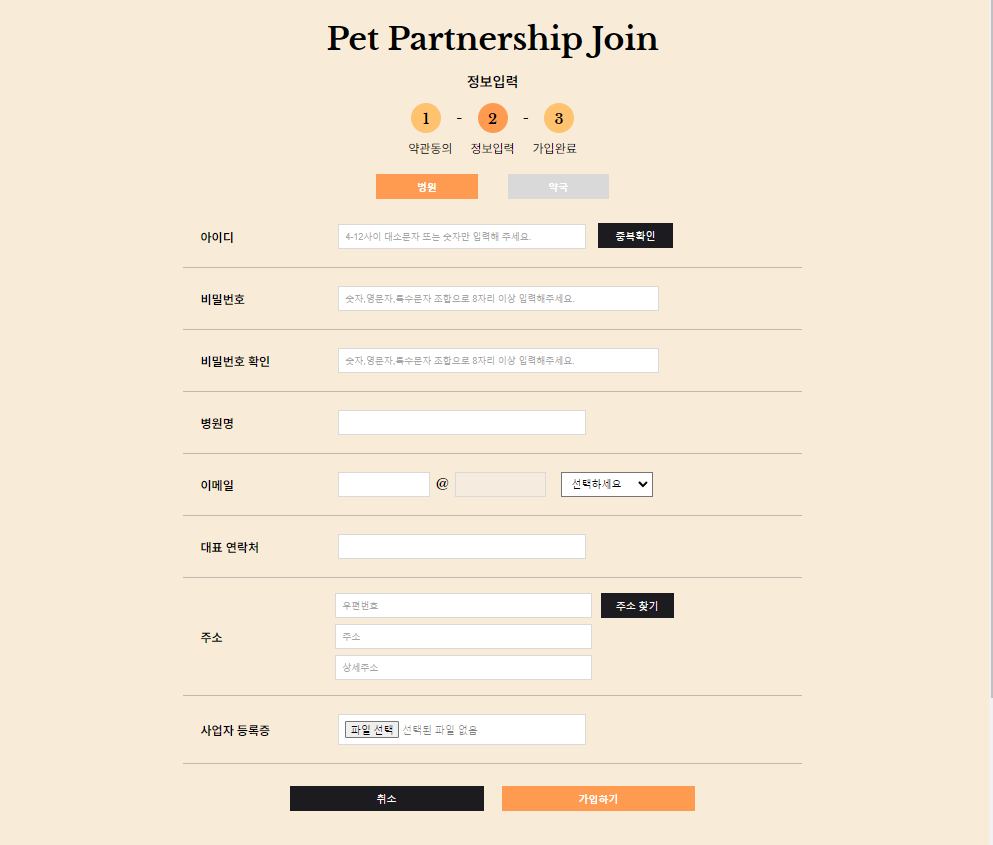 Pet Partnership Join
정보입력
1 - 2 - 3
약관동의 정보입력 가입완료
병원 약국
아이디 4-12사이 대소문자 또는 숫자만 입력해 주세요. 중복확인
비밀번호 숫자,영문자,특수문자 조합으로 8자리 이상 입력해주세요.
비밀번호 확인 숫자,영문자,특수문자 조합으로 8자리 이상 입력해주세요.
병원명
이메일 @ 선택하세요
대표 연락처
우편번호 주소 찾기
주소 주소
상세주소
사업자 등록증 파일 선택 선택된 파일 없음
취소 가입하기